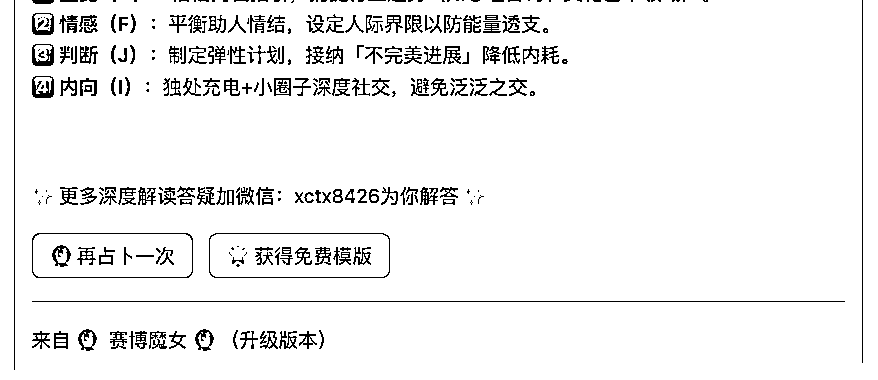 2️⃣ 情感（F）：平衡助人情结，设定人际界限以防能量透支。
3️⃣ 判断（J）：制定弹性计划，接纳「不完美进展」降低内耗。
4️⃣ 内向（I）：独处充电+小圈子深度社交，避免泛泛之交。
✨ 更多深度解读答疑加微信：xctx8426为你解答 ✨
🔮 再占卜一次
获得免费模版
来自 🔮 赛博魔女 🔮 （升级版本）